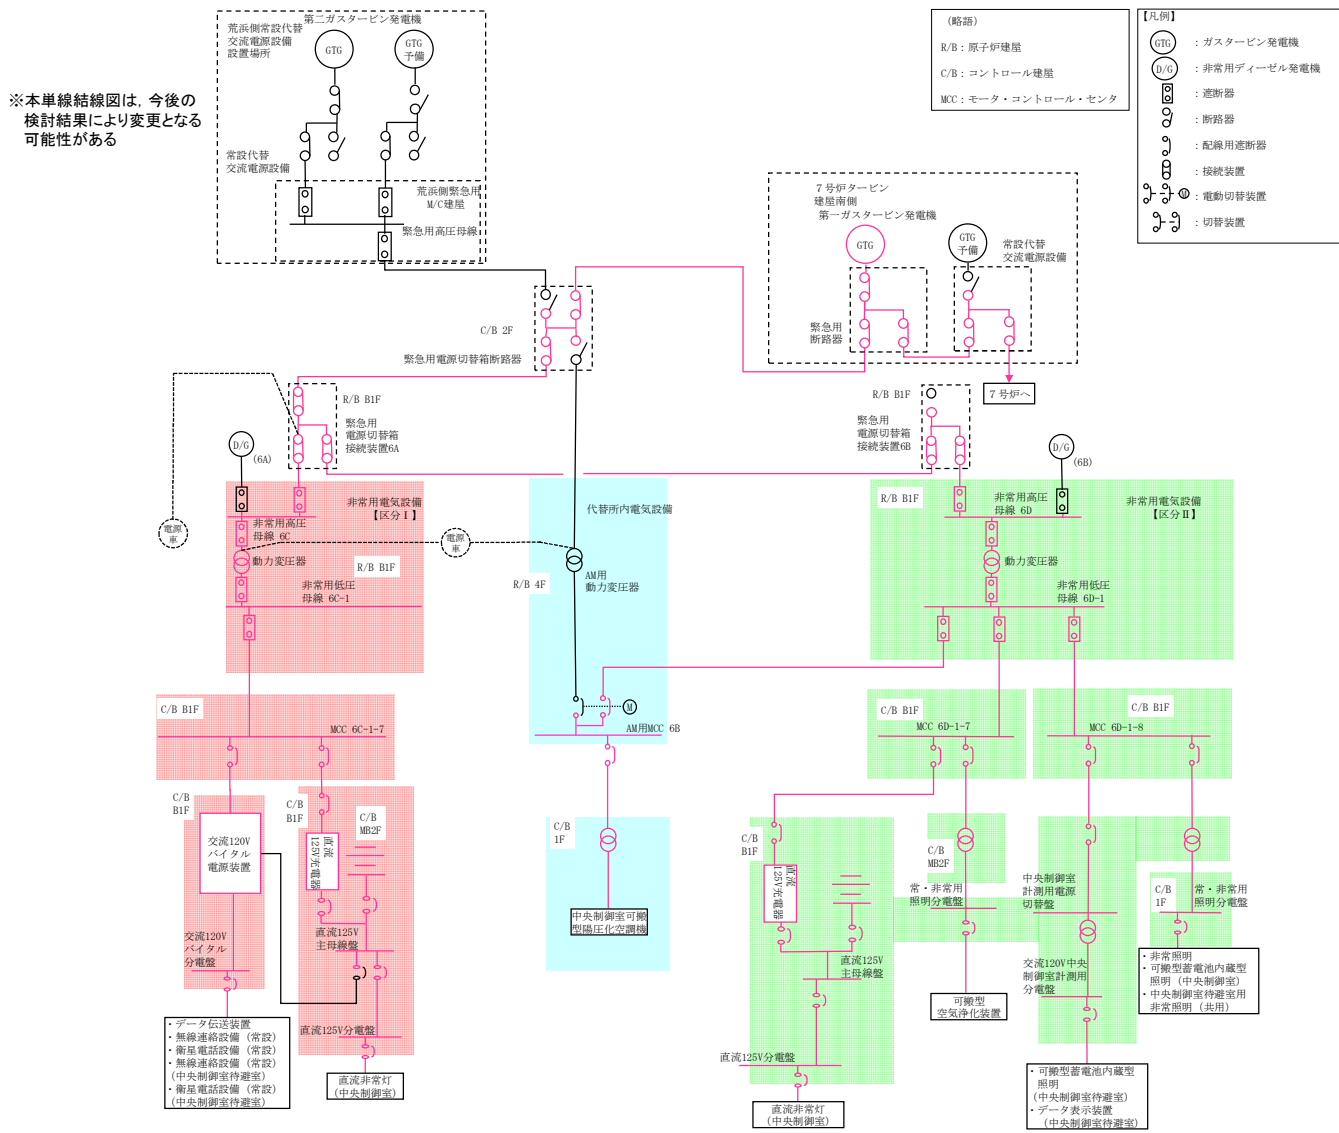 ※本単線結線図は，今後の
検討結果により変更となる
可能性がある
荒浜側常設代替
交流電源設備
設置場所
第二ガスタービン発電機
GTG
GTG
予備
常設代替
交流電源設備
荒浜側緊急用
M/C建屋
緊急用高圧母線
（略語）
R/B：原子炉建屋
C/B：コントロール建屋
MCC：モータ・コントロール・センタ
【凡例】
GTG
：ガスタービン発電機
D/G
：非常用ディーゼル発電機
：遮断器
：断路器
：配線用遮断器
：接続装置
M
：電動切替装置
：切替装置
7号炉タービン
建屋南側
第一ガスタービン発電機
GTG
GTG
予備
常設代替
交流電源設備
緊急用
断路器
7号炉へ
C/B 2F
緊急用電源切替箱断路器
R/B B1F
緊急用
電源切替箱
接続装置6A
R/B B1F
緊急用
電源切替箱
接続装置6B
D/G
(6A)
D/G
(6B)
電源
車
電源
車
非常用電気設備
【区分Ⅰ】
非常用高圧
母線 6C
動力変圧器
R/B B1F
非常用低圧
母線 6C-1
代替所内電気設備
R/B 4F
AM用
動力変圧器
M
AM用MCC 6B
R/B B1F
非常用高圧
母線 6D
非常用電気設備
【区分Ⅱ】
動力変圧器
非常用低圧
母線 6D-1
C/B B1F
MCC 6C-1-7
C/B B1F
MCC 6D-1-7
C/B B1F
MCC 6D-1-8
C/B
B1F
交流120V
バイタル
電源装置
交流120V
バイタル
分電盤
C/B
B1F
直流
125V充電器
C/B
MB2F
直流125V
主母線盤
直流125V分電盤
・データ伝送装置
・無線連絡設備（常設）
・衛星電話設備（常設）
・無線連絡設備（常設）
（中央制御室待避室）
・衛星電話設備（常設）
（中央制御室待避室）
直流非常灯
（中央制御室）
C/B
1F
中央制御室可搬
型陽圧化空調機
C/B
B1F
直流
125V充電器
直流125V
主母線盤
直流125V分電盤
直流非常灯
（中央制御室）
C/B
MB2F
常・非常用
照明分電盤
可搬型
空気浄化装置
中央制御室
計測用電源
切替盤
交流120V中央
制御室計測用
分電盤
・可搬型蓄電池内蔵型
照明
（中央制御室待避室）
・データ表示装置
（中央制御室待避室）
C/B
1F
常・非常用
照明分電盤
・非常照明
・可搬型蓄電池内蔵型
照明（中央制御室）
・中央制御室待避室用
非常照明（共用）